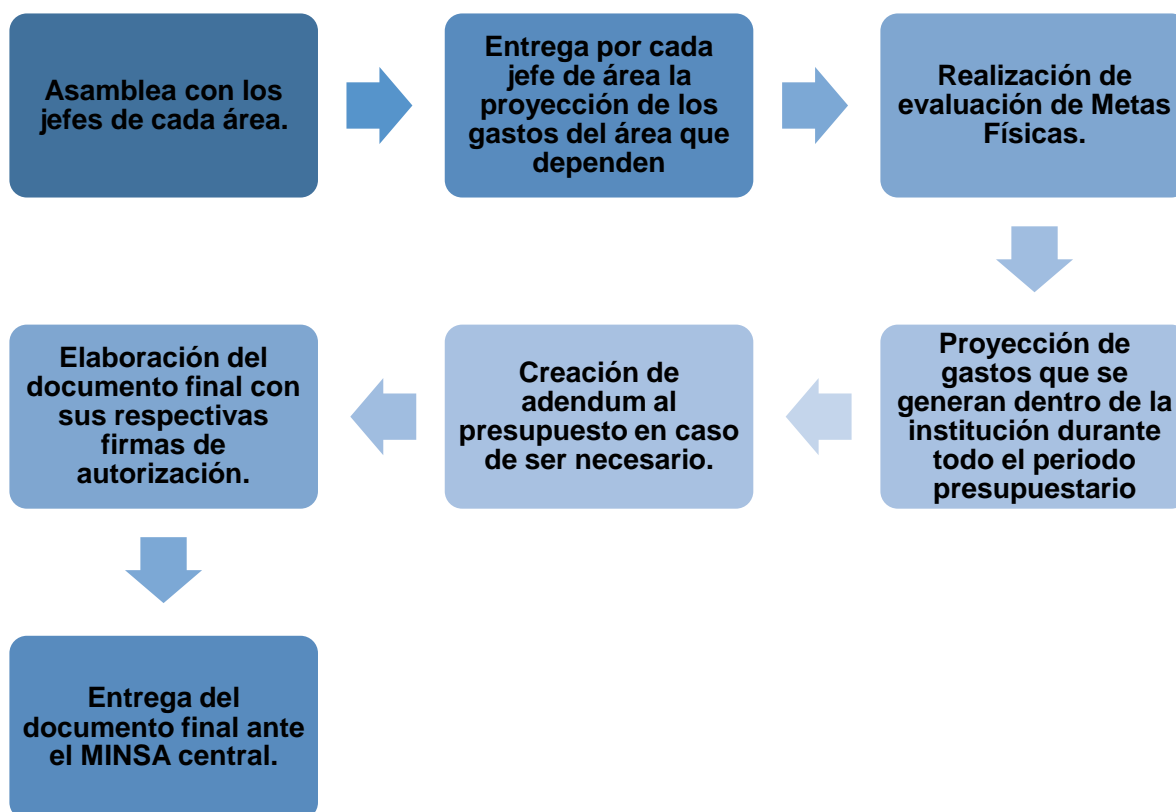 Asamblea con los
jefes de cada área.
Entrega por cada
jefe de área la
proyección de los
gastos del área que
dependen
Realización de
evaluación de Metas
Físicas.
Proyección de
gastos que se
generan dentro de la
institución durante
todo el periodo
presupuestario
Creación de
adendum al
presupuesto en caso
de ser necesario.
Elaboración del
documento final con
sus respectivas
firmas de
autorización.
Entrega del
documento final ante
el MINSA central.